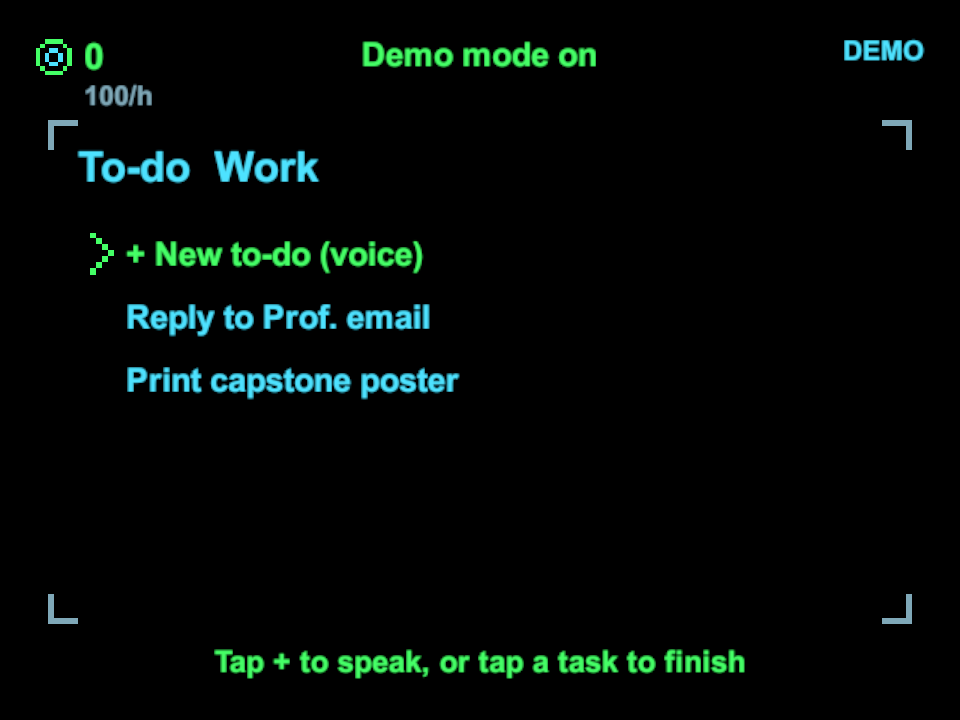 0
Demo mode on
DEMO
100/h
To-do Work
+ New to-do (voice)
Reply to Prof. email
Print capstone poster
Tap + to speak, or tap a task to finish